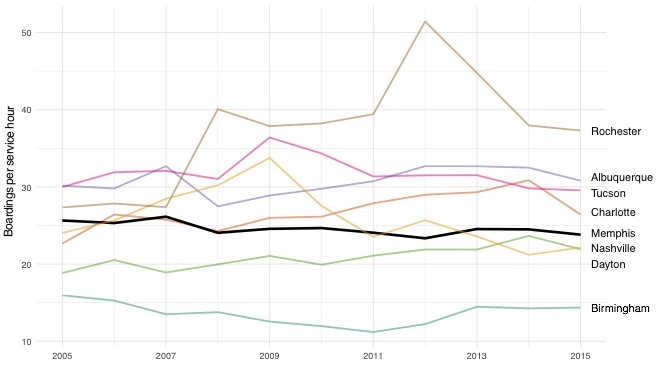 50
40
30
20
10
Boardings per service hour
Rochester
Albuquerque
Tucson
Charlotte
Memphis
Nashville
Dayton
Birmingham
2005 2007 2009 2011 2013 2015